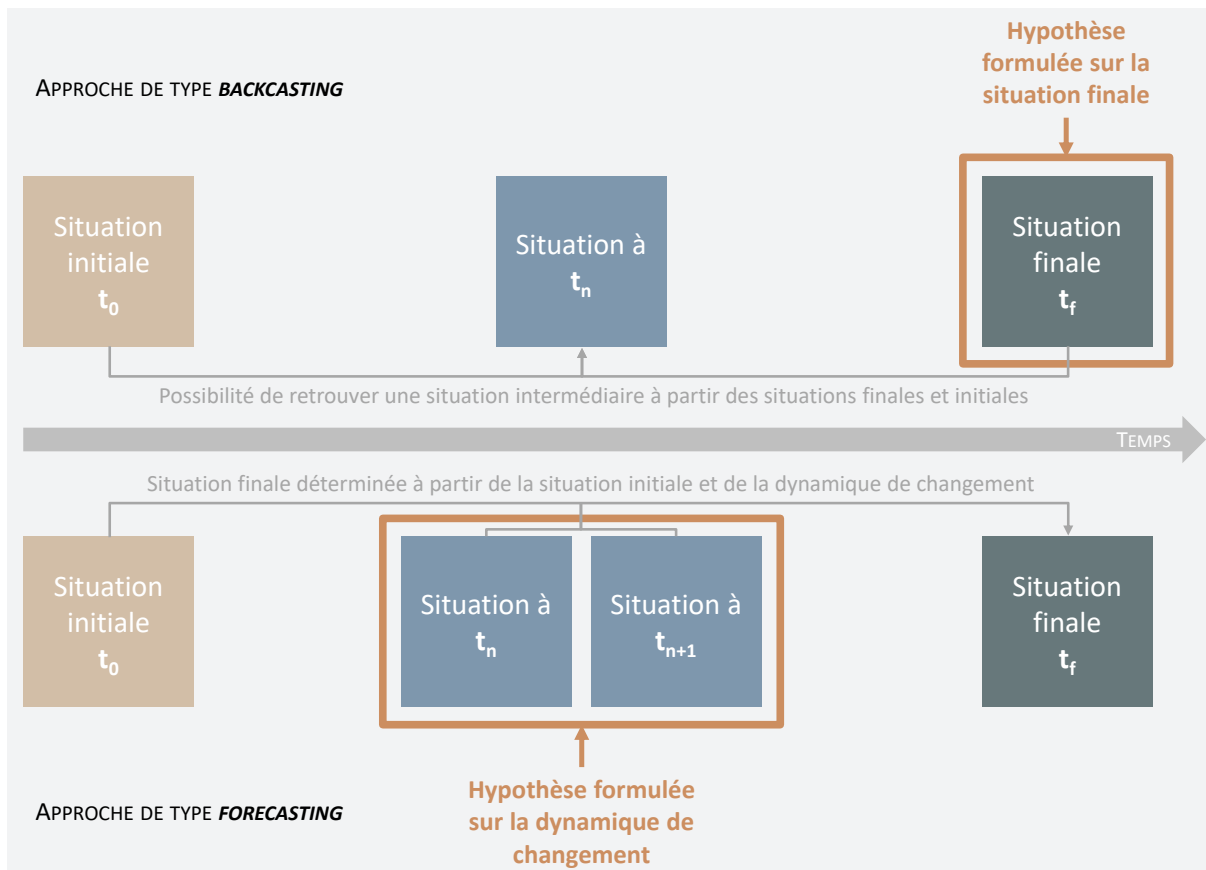 Hypothèse
formulée sur la
situation finale
APPROCHE DE TYPE BACKCASTING
Situation
initiale
t0
Situation à
tn
Situation
finale
tf
Possibilité de retrouver une situation intermédiaire à partir des situations finales et initiales
TEMPS
Situation finale déterminée à partir de la situation initiale et de la dynamique de changement
Situation
initiale
t0
Situation à
tn
Situation à
tn+1
Situation
finale
tf
Hypothèse formulée
sur la dynamique de
changement
APPROCHE DE TYPE FORECASTING